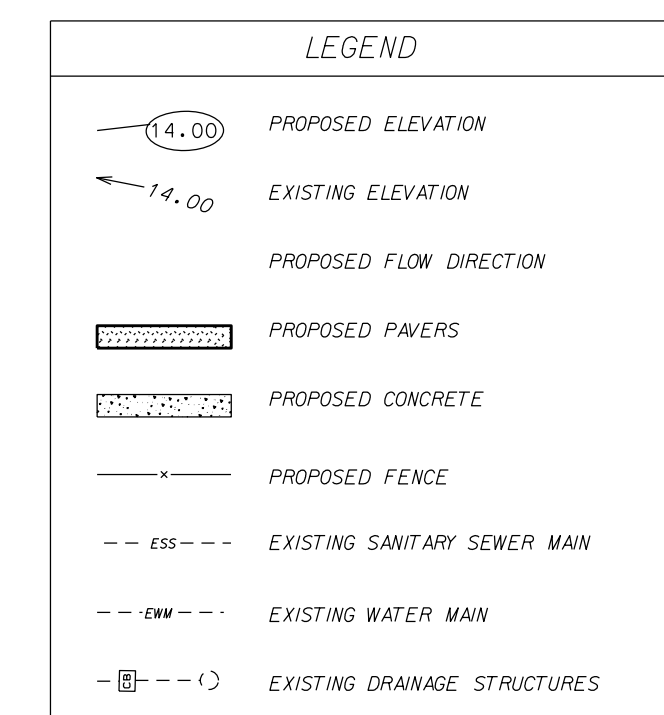 LEGEND
14.00 PROPOSED ELEVATION
14.00 EXISTING ELEVATION
PROPOSED FLOW DIRECTION
PROPOSED PAVERS
PROPOSED CONCRETE
x PROPOSED FENCE
ESS EXISTING SANITARY SEWER MAIN
EWM EXISTING WATER MAIN
CB EXISTING DRAINAGE STRUCTURES